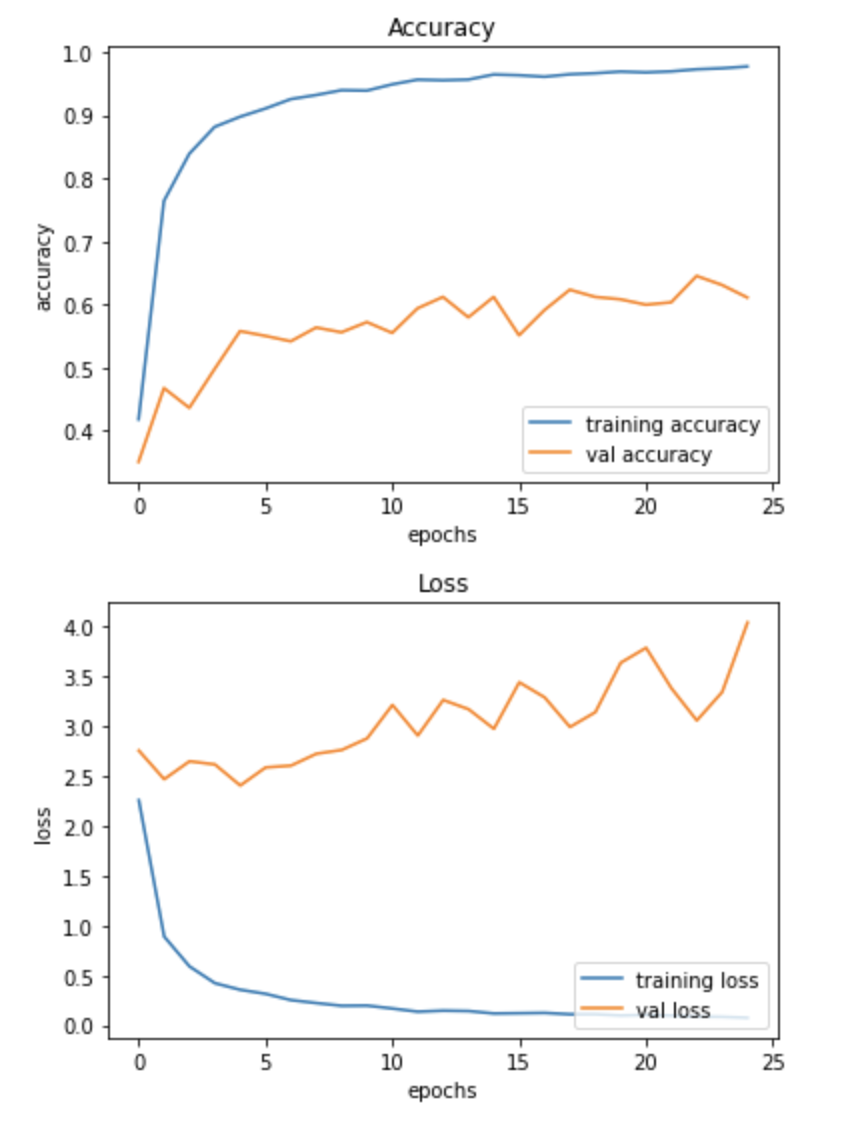 Accuracy
1.0
0.9
0.8
0.7
0.6
0.5
0.4
accuracy
training accuracy
val accuracy
0 5 10 15 20 25
epochs
Loss
4.0
3.5
3.0
2.5
2.0
1.5
1.0
0.5
0.0
loss
training loss
val loss
0 5 10 15 20 25
epochs